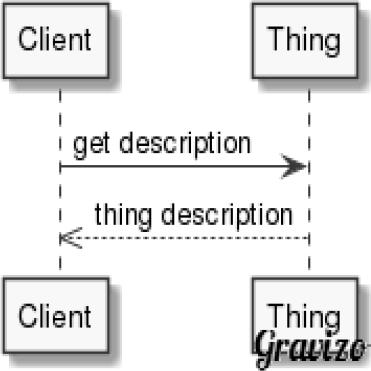 Client
Thing
get description
thing description
Client
Thing
Gravizo